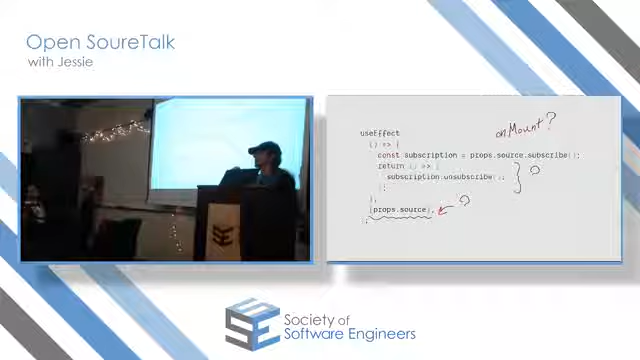 Open SoureTalk
with Jessie
onMount?
useEffect
() => {
const subscription = props.source.subscribe();
return () => {
subscription.unsubscribe();
};
},
[props.source],
);
SSE
Society of
Software Engineers